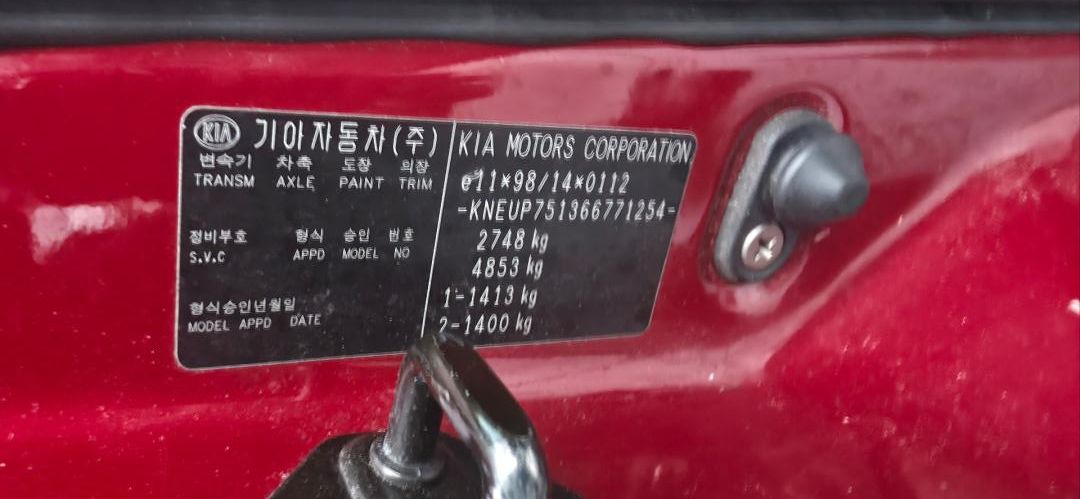 KIA 기아자동차(주)
변속기 차축 도장 의장
TRANSM AXLE PAINT TRIM
정비부호 형식 승인 번호
S.V.C APPD MODEL NO
형식승인년월일
MODEL APPD DATE
KIA MOTORS CORPORATION
e11*98/14*0112
-KNEUP751366771254-
2748 kg
4853 kg
1-1413 kg
2-1400 kg